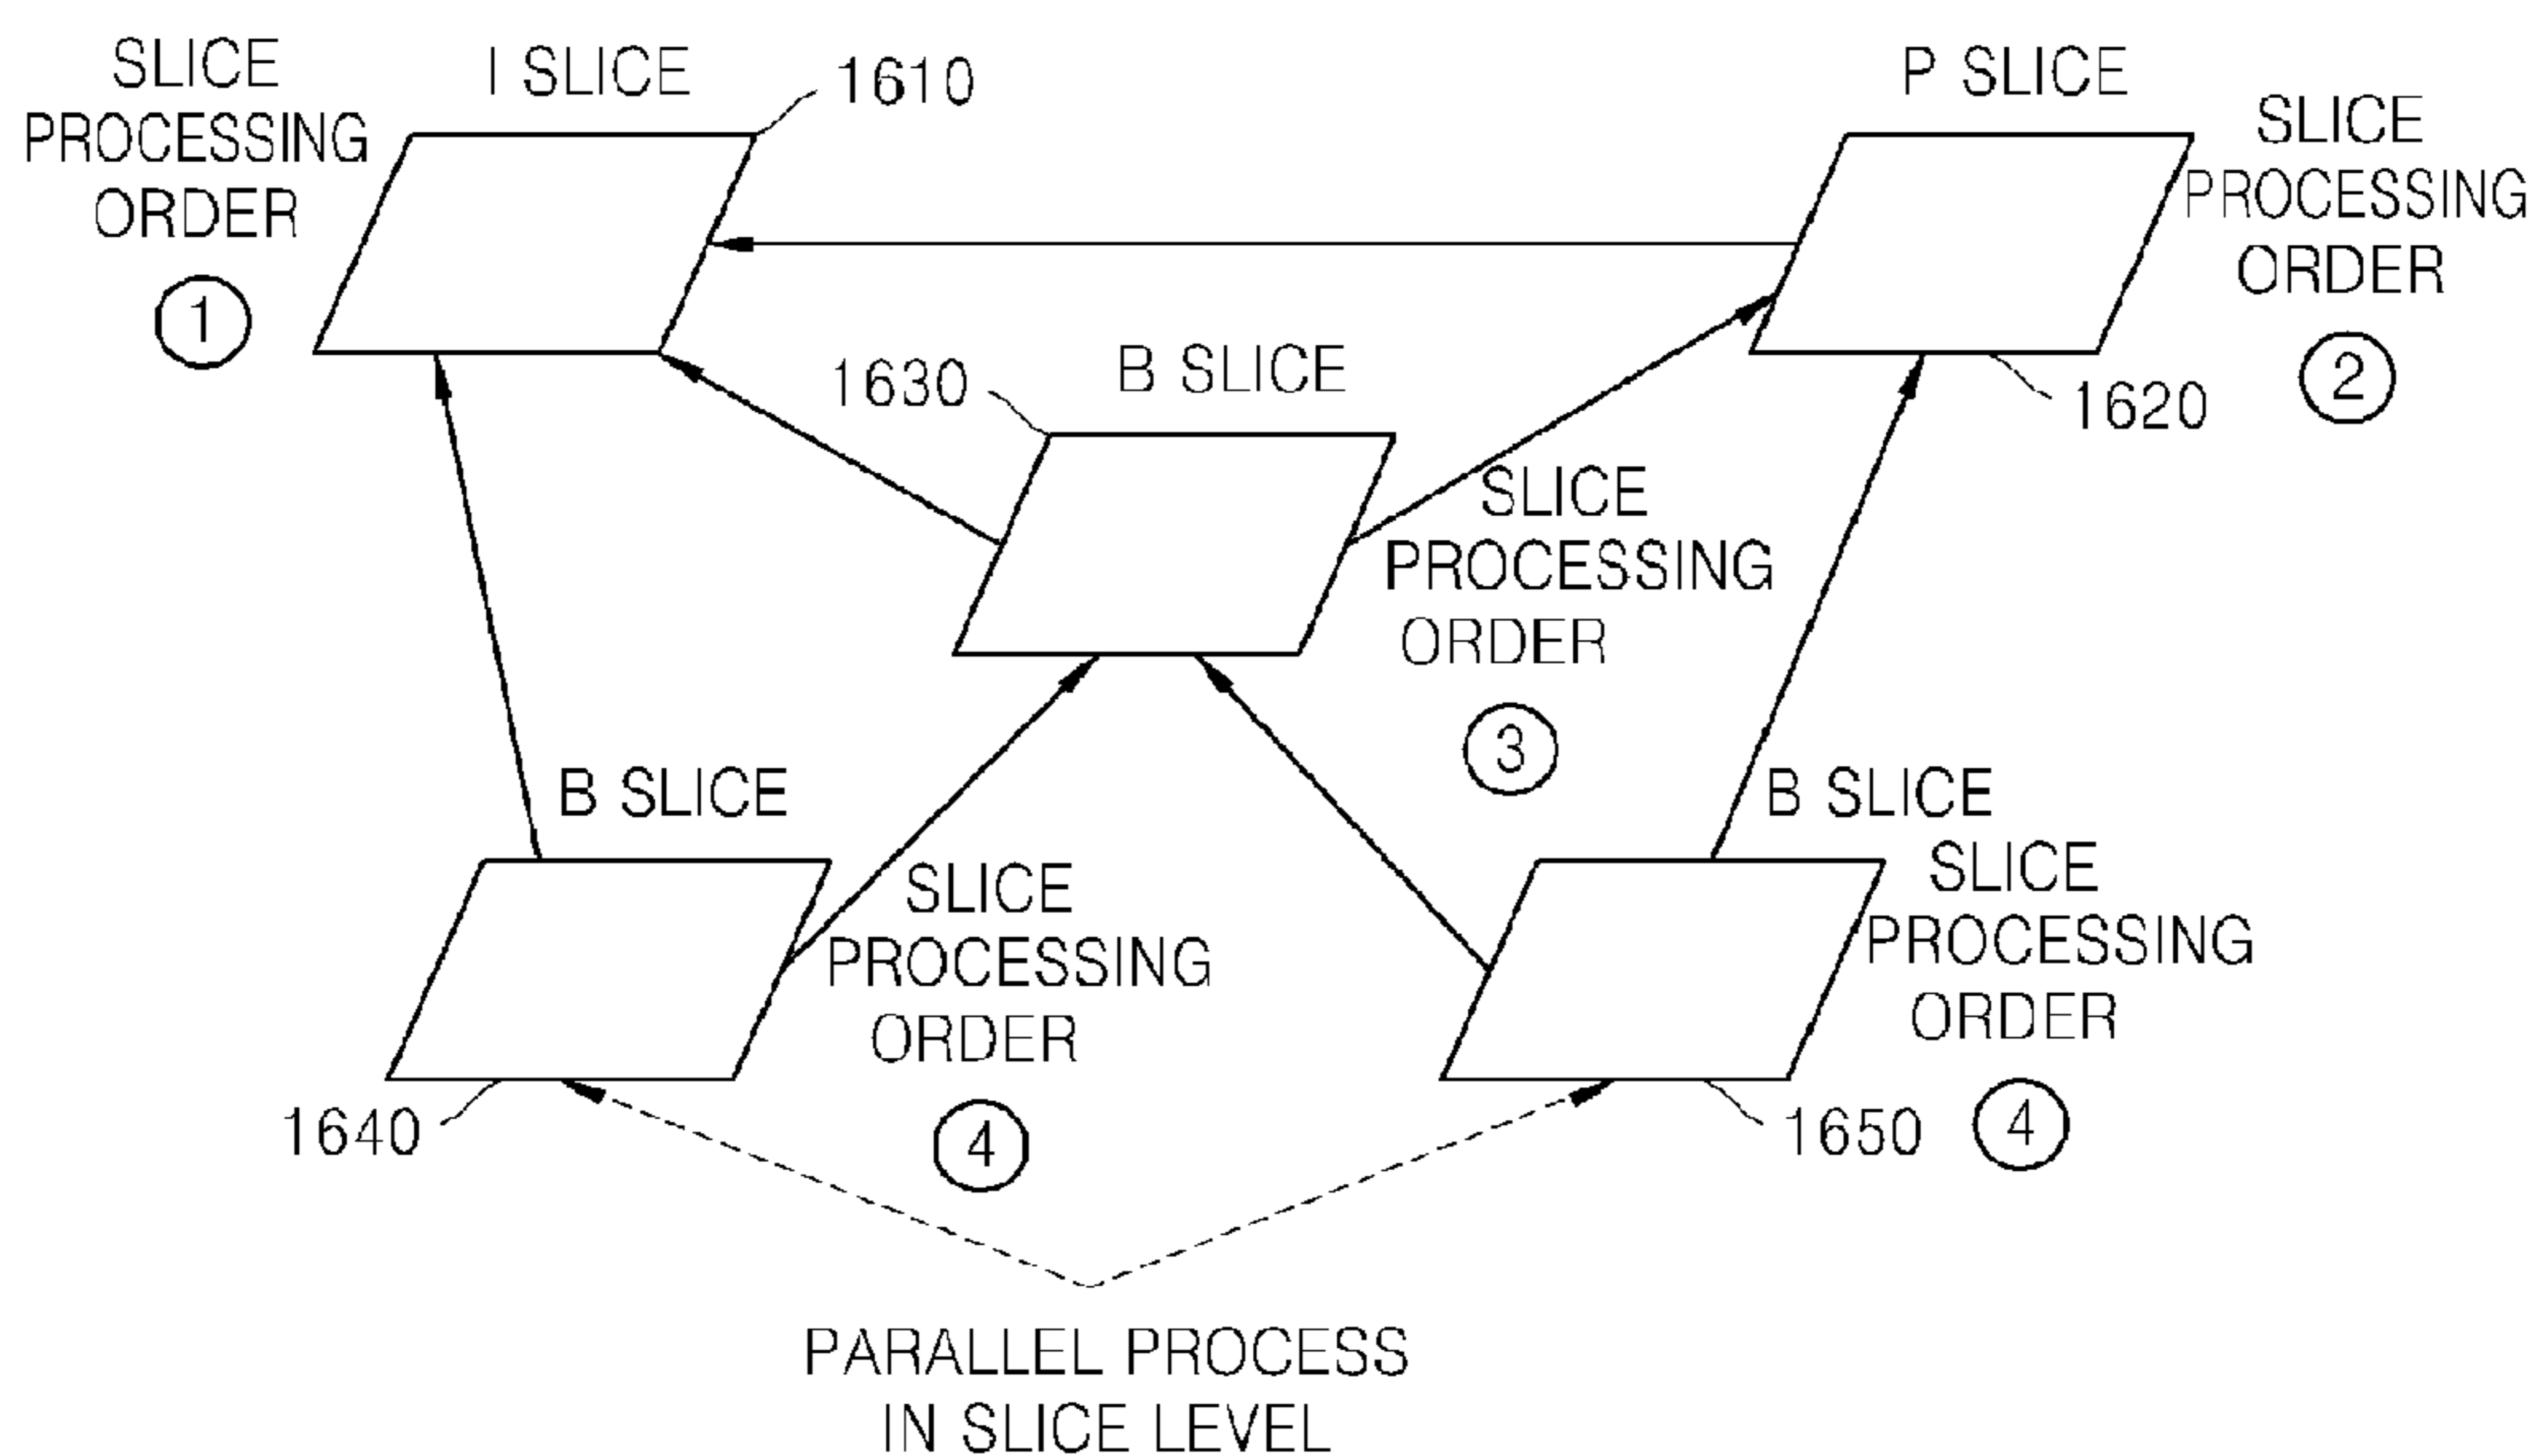 SLICE
PROCESSING
ORDER
1
I SLICE
1610
P SLICE
SLICE
PROCESSING
ORDER
2
1620
1630
B SLICE
SLICE
PROCESSING
ORDER
3
B SLICE
SLICE
PROCESSING
ORDER
4
1640
B SLICE
SLICE
PROCESSING
ORDER
4
1650
PARALLEL PROCESS
IN SLICE LEVEL